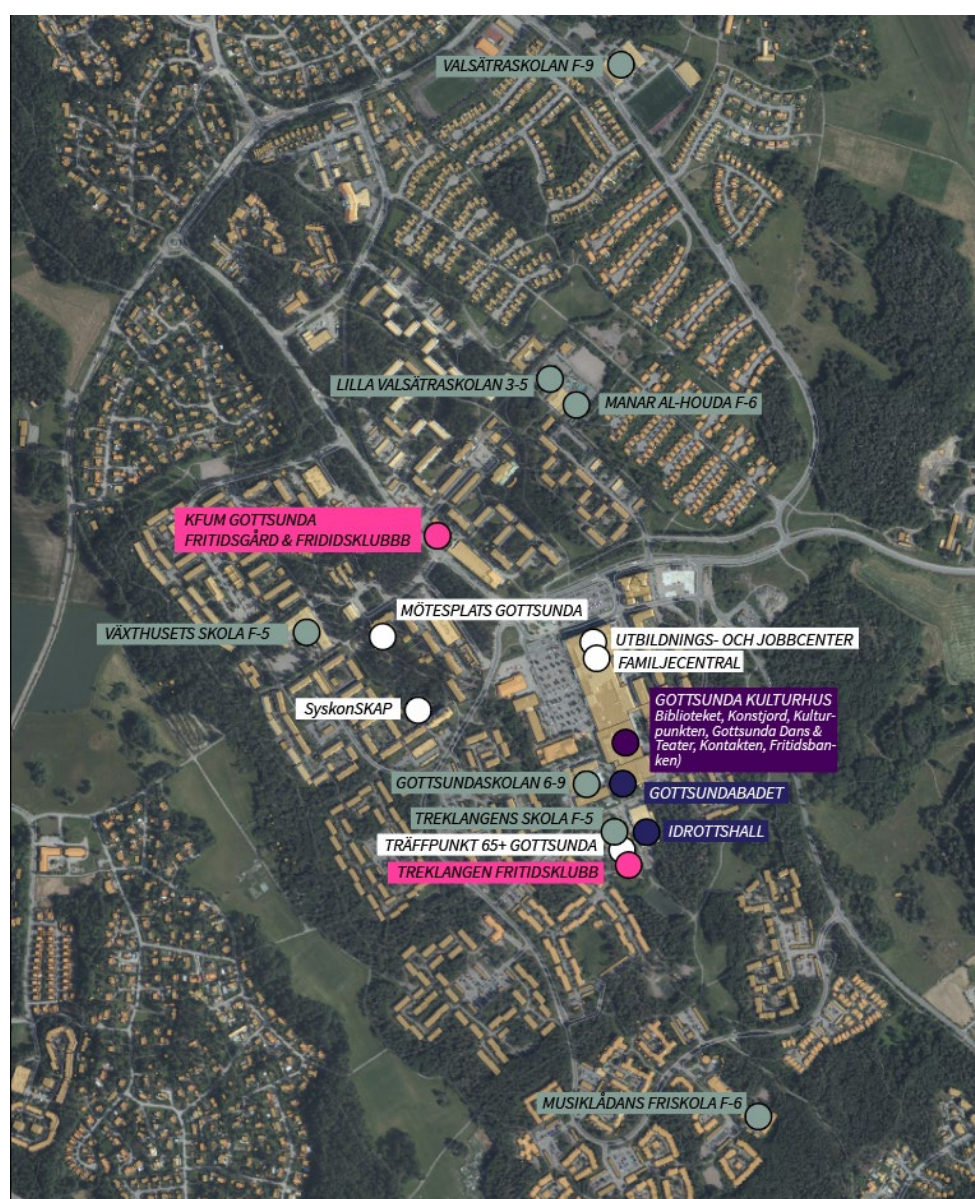 VALSÄTRASKOLAN F-9
LILLA VALSÄTRASKOLAN 3-5
MANAR AL-HOUDA F-6
KFUM GOTTSUNDA
FRITIDSGÅRD & FRIDIDSKLUBBB
MÖTESPLATS GOTTSUNDA
VÄXTHUSETS SKOLA F-5
UTBILDNINGS- OCH JOBBCENTER
FAMILJECENTRAL
SyskonSKAP
GOTTSUNDA KULTURHUS
Biblioteket, Konstjord, Kultur-
punkten, Gottsunda Dans &
Teater, Kontakten, Fritidsban-
ken)
GOTTSUNDASKOLAN 6-9
GOTTSUNDABADET
TREKLANGENS SKOLA F-5
IDROTTSHALL
TRÄFFPUNKT 65+ GOTTSUNDA
TREKLANGEN FRITIDSKLUBB
MUSIKLÅDANS FRISKOLA F-6